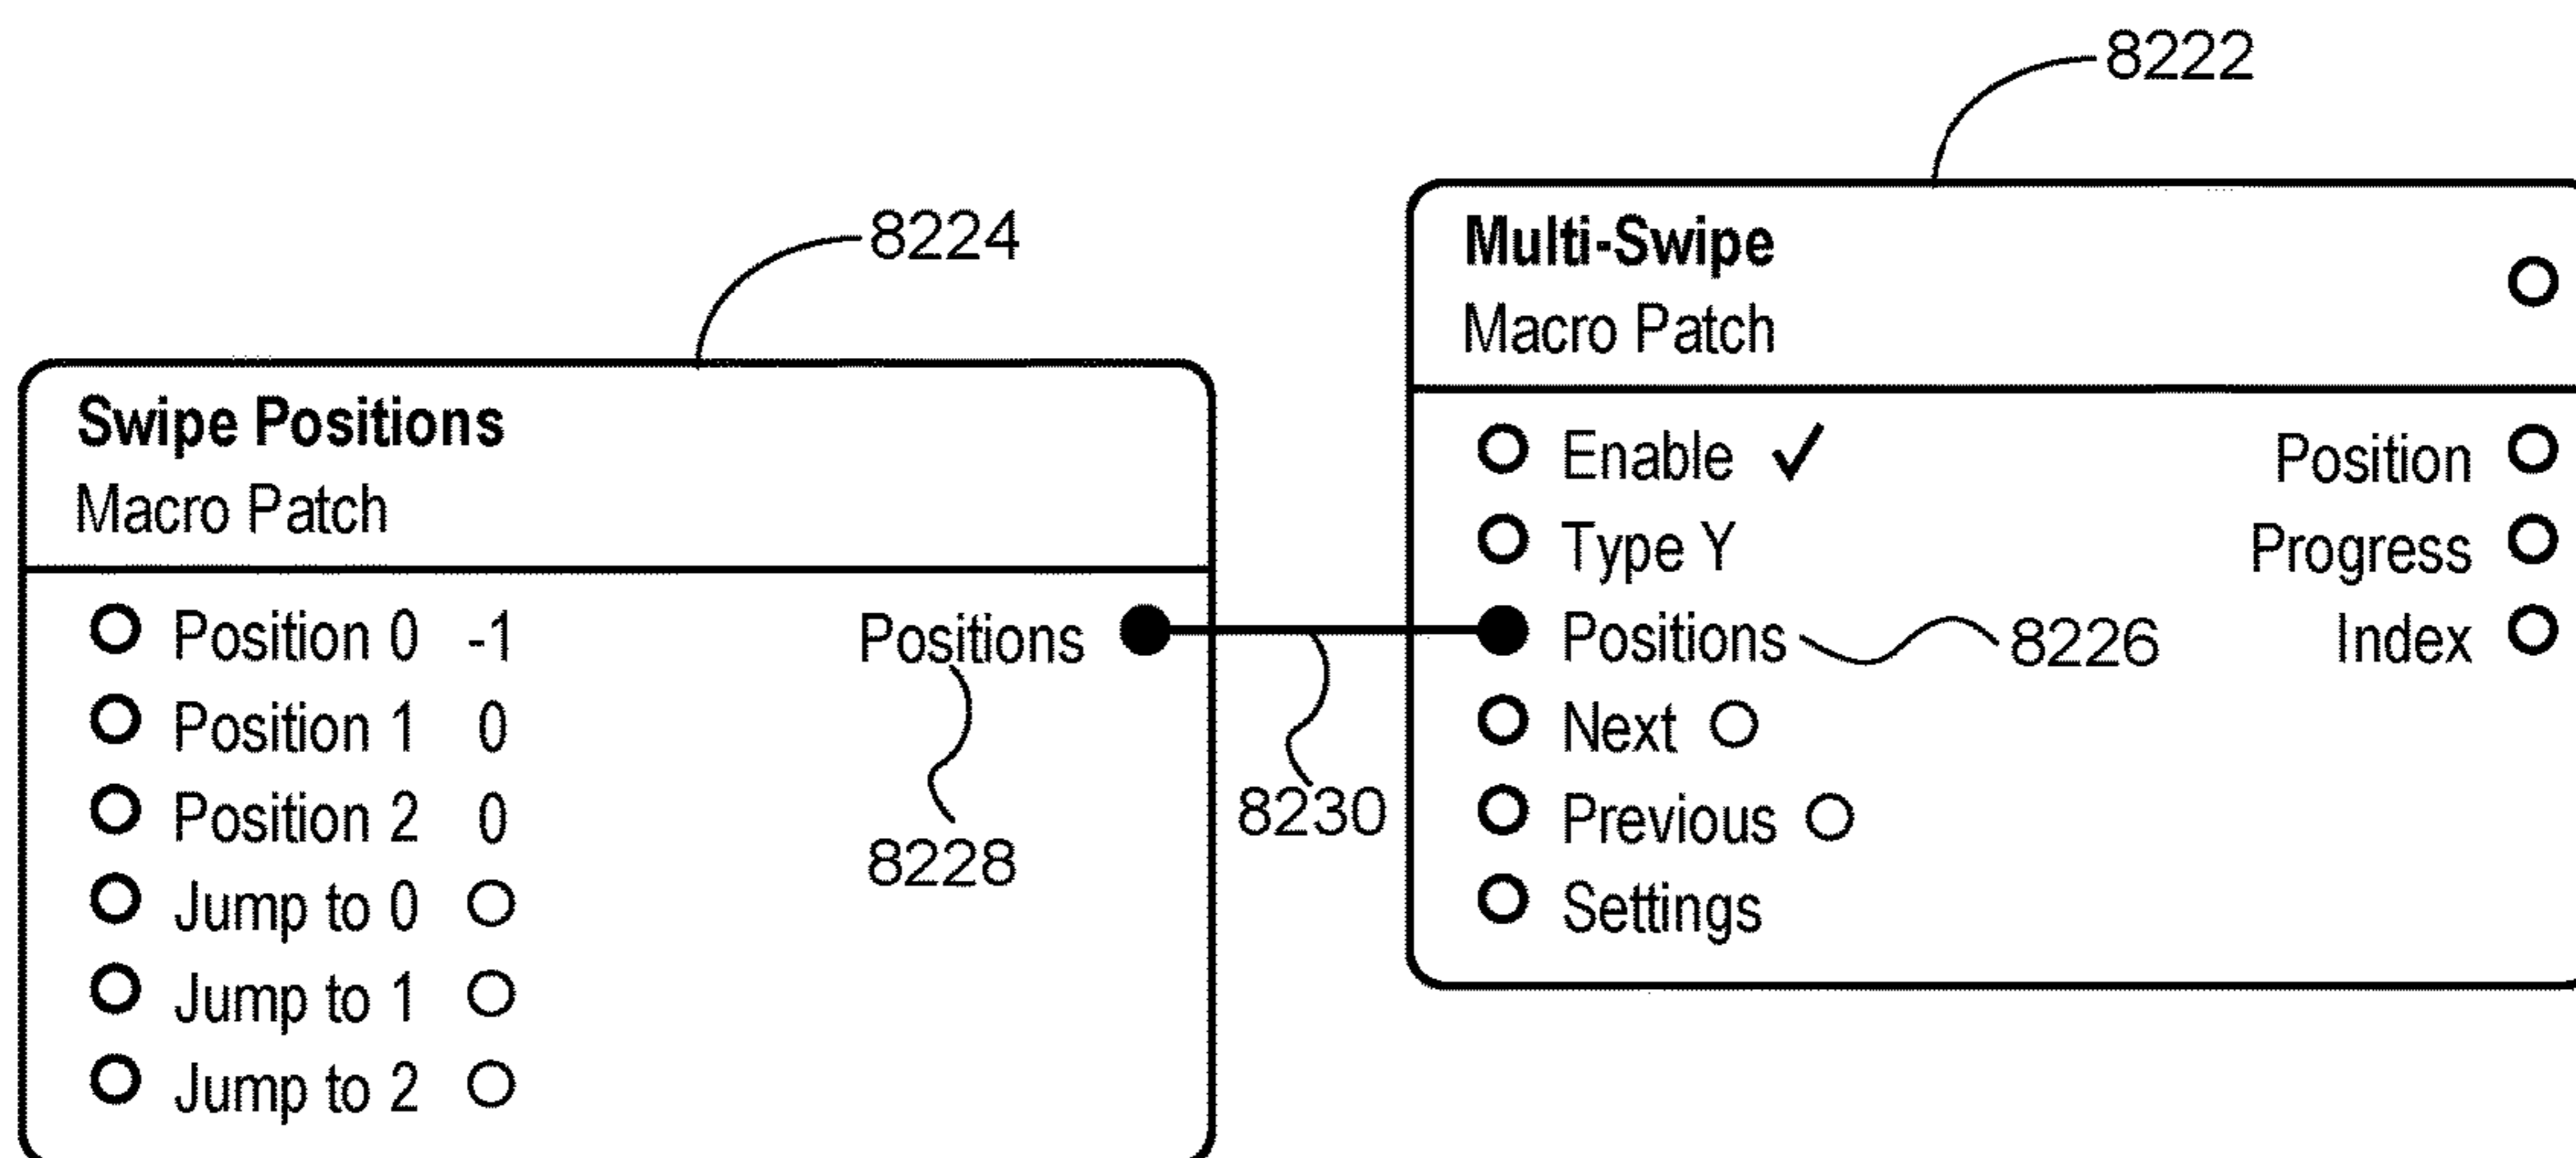 8222
8224
Multi-Swipe
Macro Patch
Swipe Positions
Macro Patch
Enable ✓
Position
Type Y
Progress
Positions
8226
Index
Next
Previous
Settings
Position 0 -1
Positions
Position 1 0
Position 2 0
8228
8230
Jump to 0
Jump to 1
Jump to 2